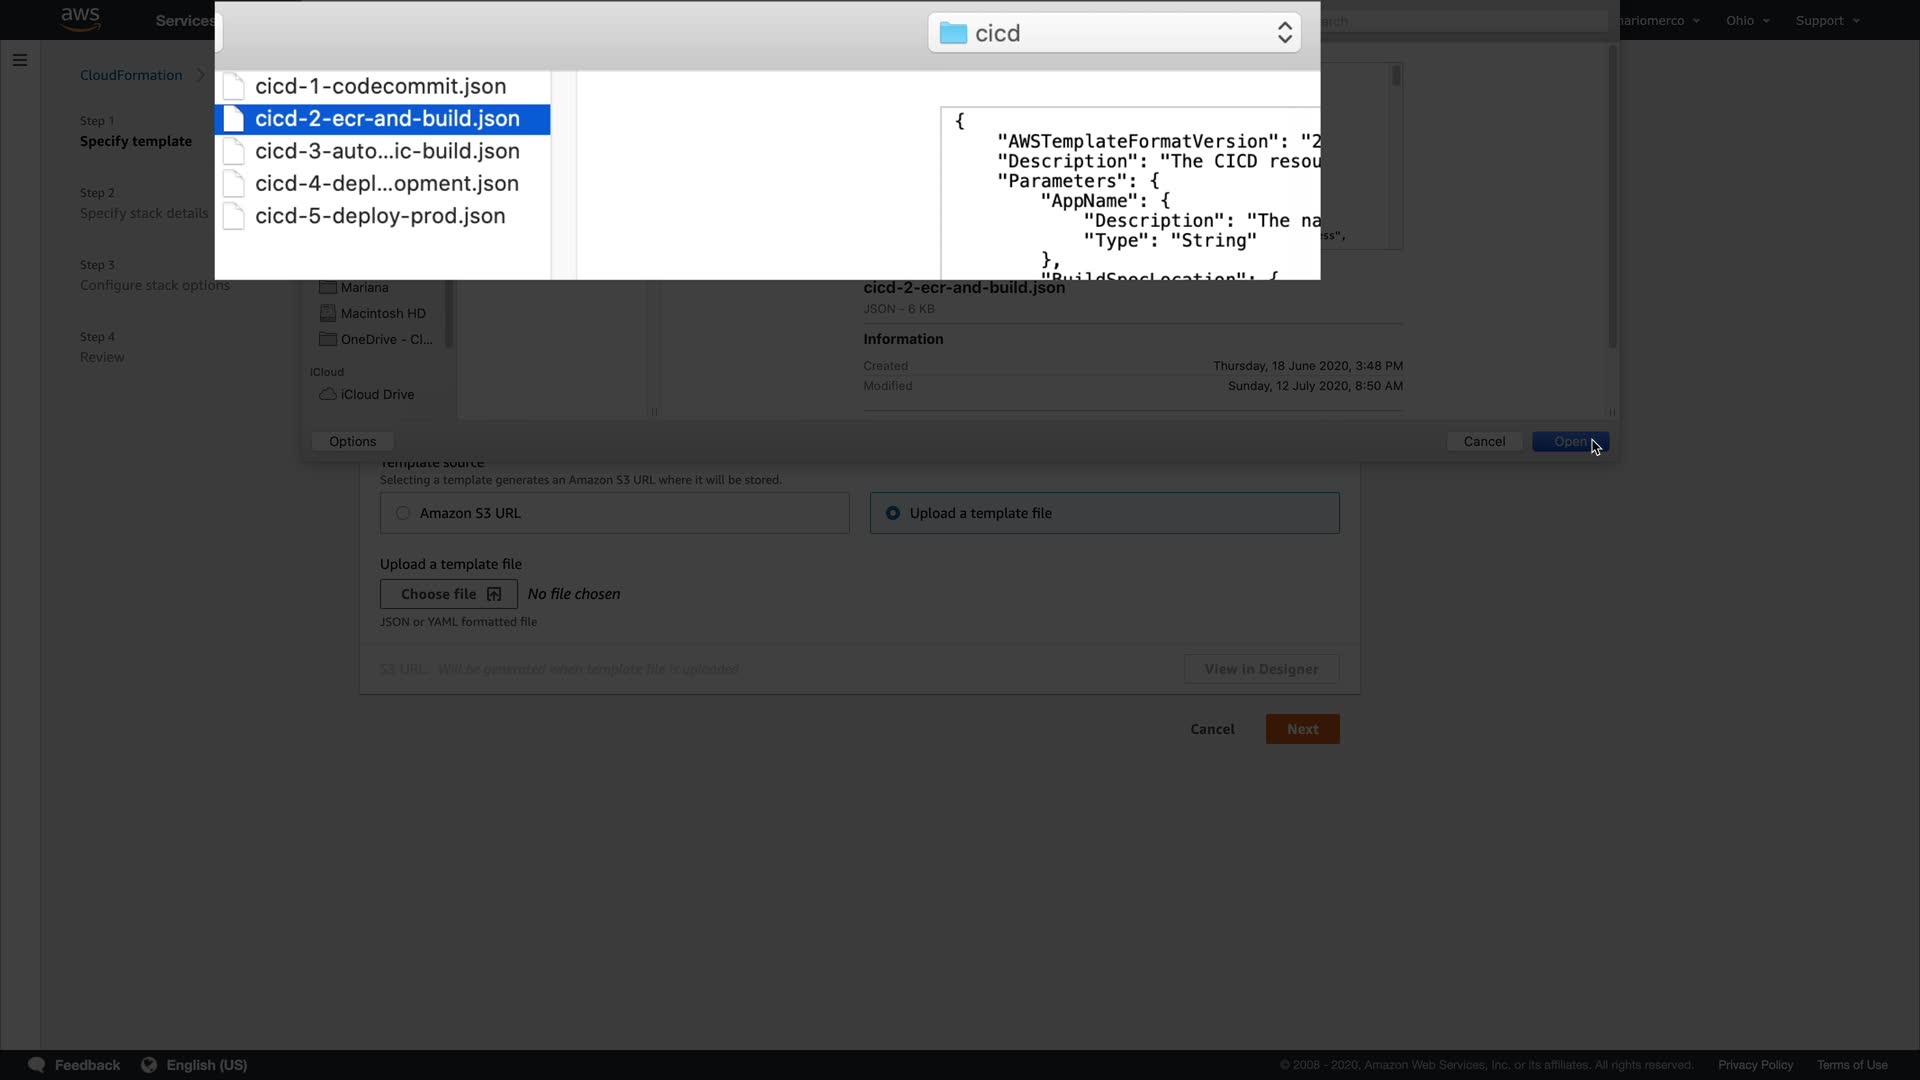 aws
Services
cicd
mariomerco
Ohio
Support
CloudFormation
Step 1
Specify template
Step 2
Specify stack details
Step 3
Configure stack options
Step 4
Review
cicd-1-codecommit.json
cicd-2-ecr-and-build.json
cicd-3-auto...ic-build.json
cicd-4-depl...opment.json
cicd-5-deploy-prod.json
{
"AWSTemplateFormatVersion": "2
"Description": "The CICD resou
"Parameters": {
"AppName": {
"Description": "The na
"Type": "String"
},
"BuildSpecLocation": {
ss",
Mariana
Macintosh HD
OneDrive - Cl...
iCloud
iCloud Drive
cicd-2-ecr-and-build.json
JSON - 6 KB
Information
Created Thursday, 18 June 2020, 3:48 PM
Modified Sunday, 12 July 2020, 8:50 AM
Options
Cancel
Open
Template source
Selecting a template generates an Amazon S3 URL where it will be stored.
Amazon S3 URL
Upload a template file
Upload a template file
Choose file
No file chosen
JSON or YAML formatted file
S3 URL: Will be generated when template file is uploaded
View in Designer
Cancel
Next
Feedback
English (US)
© 2008 - 2020, Amazon Web Services, Inc. or its affiliates. All rights reserved.
Privacy Policy
Terms of Use